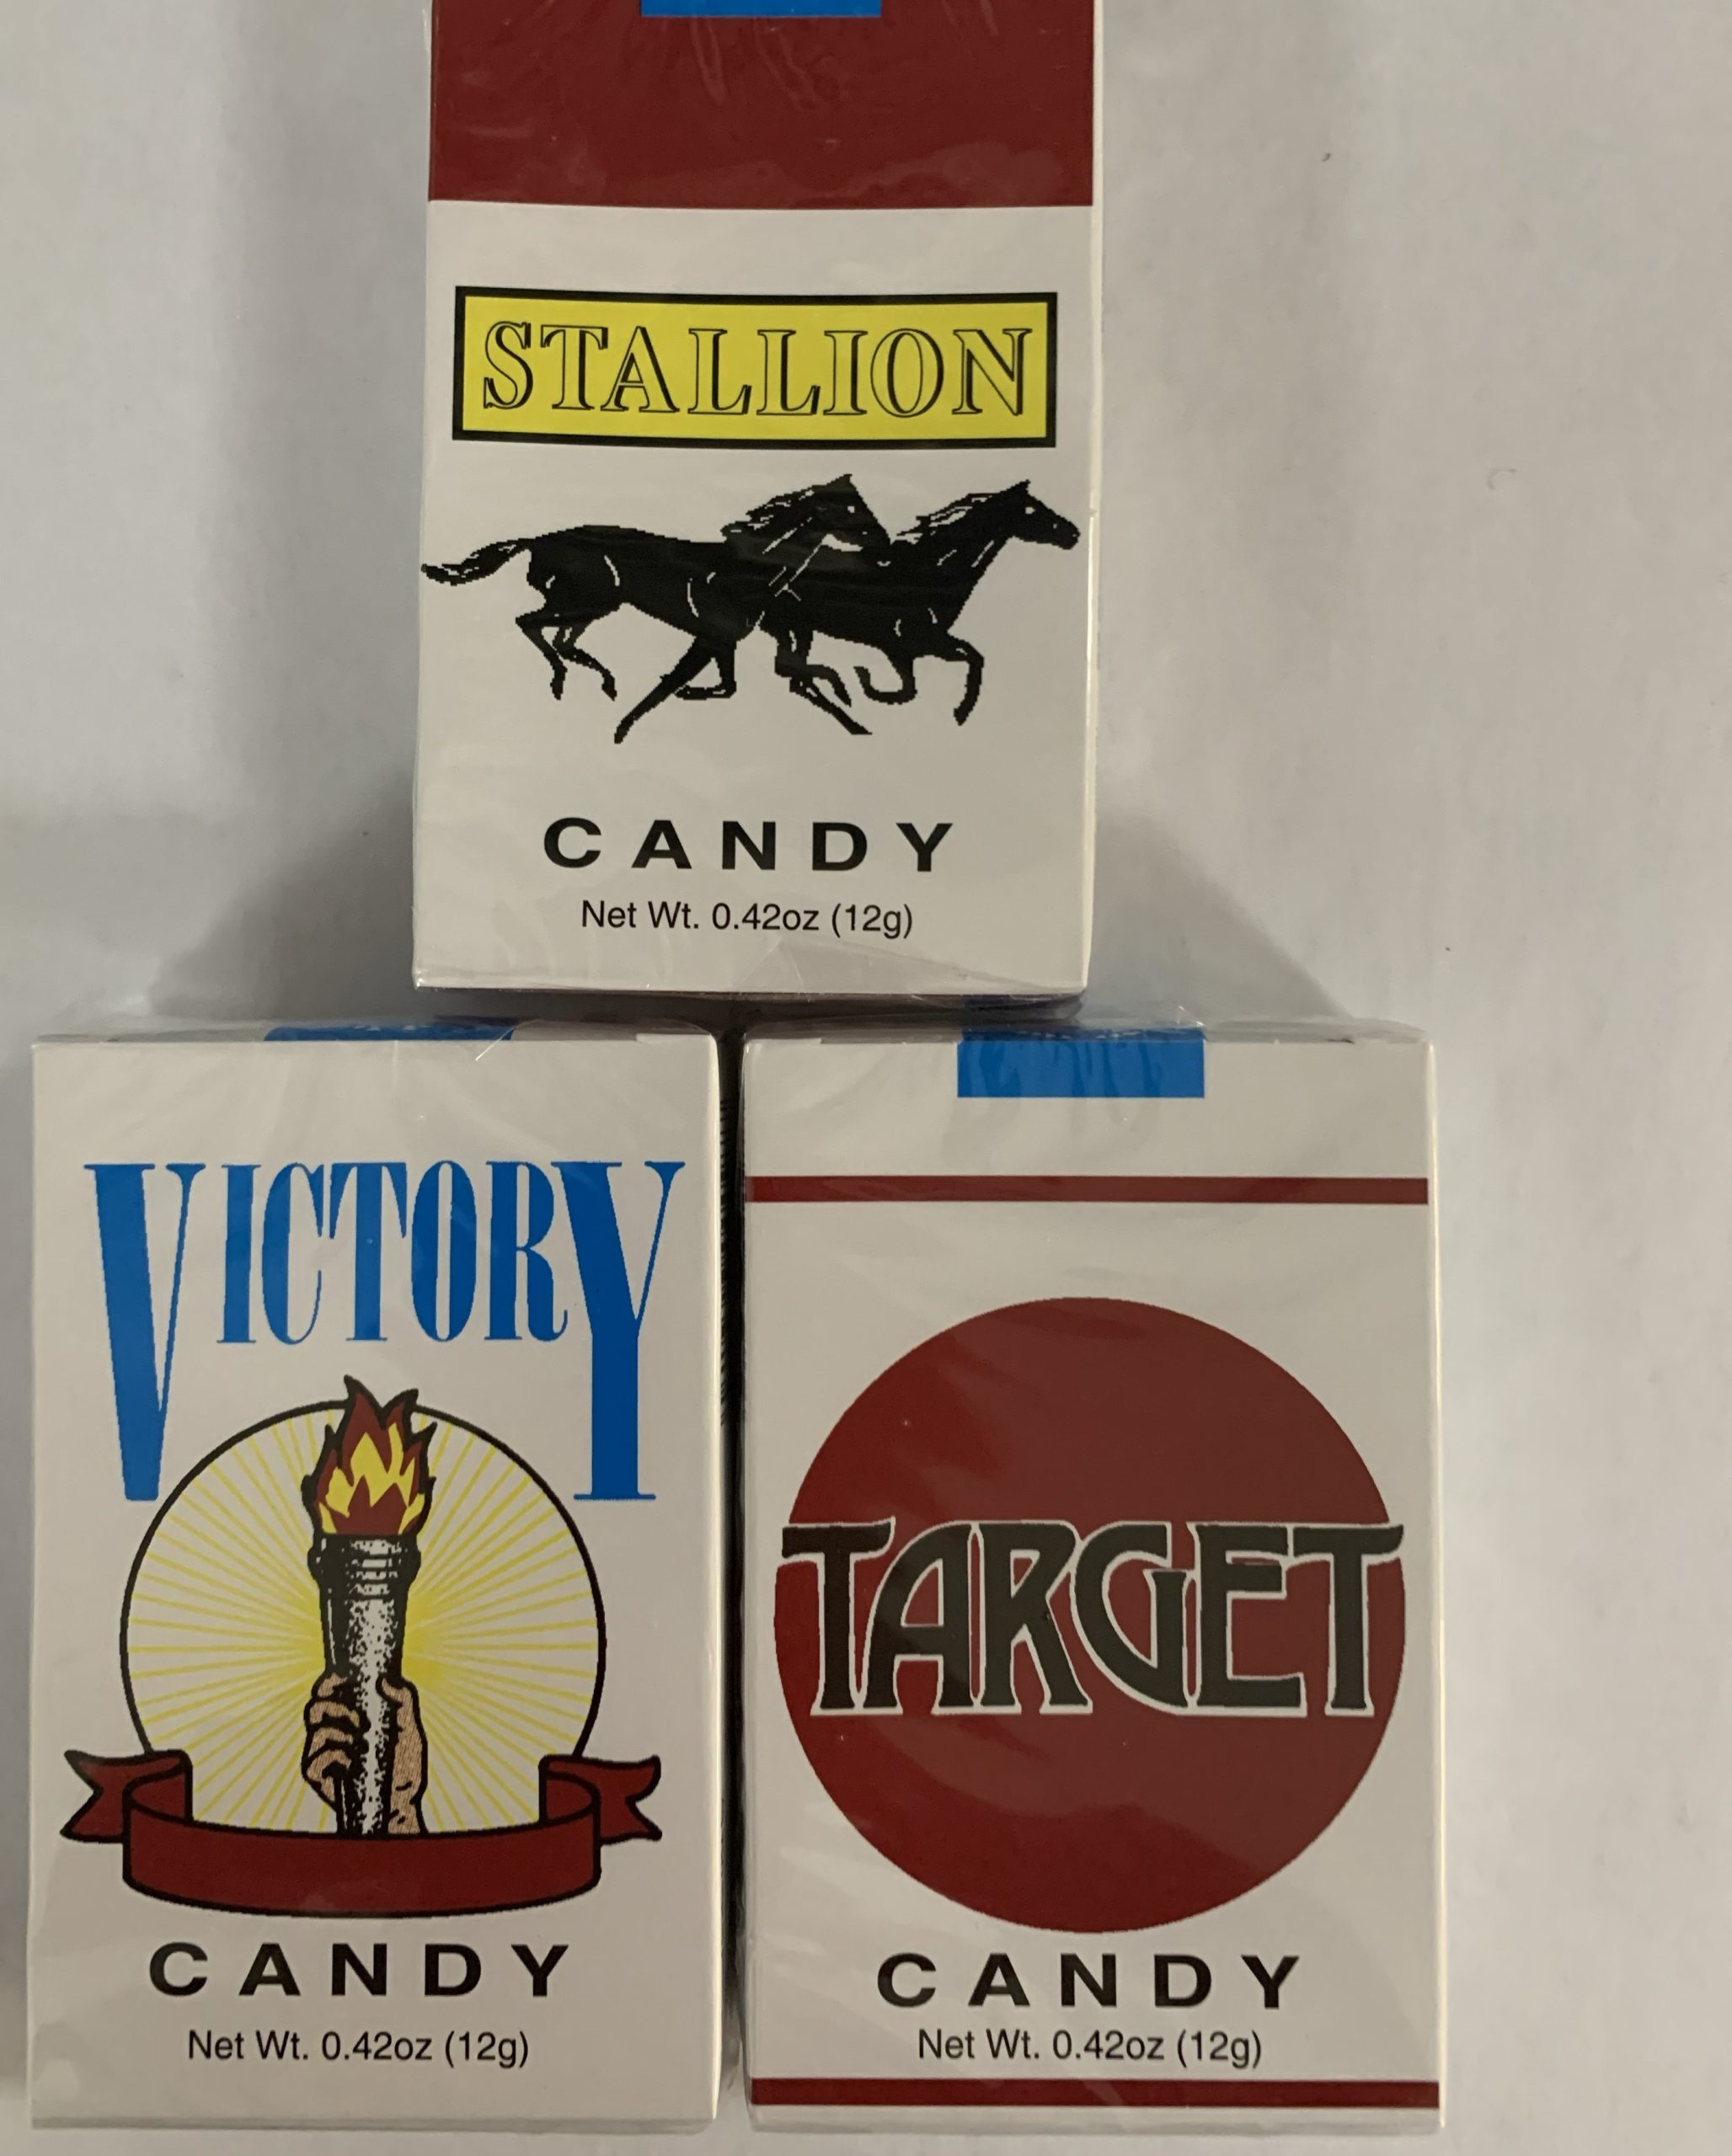 STALLION
CANDY
Net Wt. 0.42oz (12g)
VICTORY
CANDY
Net Wt. 0.42oz (12g)
TARGET
CANDY
Net Wt. 0.42oz (12g)